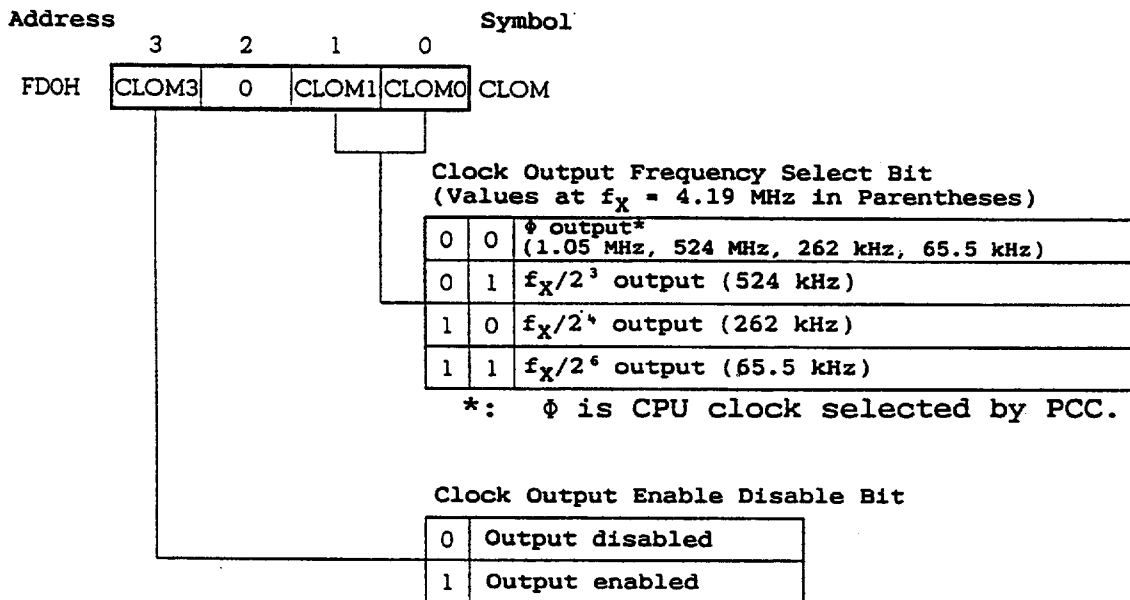 Address Symbol
3 2 1 0
FD0H CLOM3 0 CLOM1 CLOM0 CLOM
Clock Output Frequency Select Bit
(Values at fX = 4.19 MHz in Parentheses)
0 0 Φ output*
(1.05 MHz, 524 MHz, 262 kHz, 65.5 kHz)
0 1 fX/2³ output (524 kHz)
1 0 fX/2⁴ output (262 kHz)
1 1 fX/2⁶ output (65.5 kHz)
*: Φ is CPU clock selected by PCC.
Clock Output Enable Disable Bit
0 Output disabled
1 Output enabled